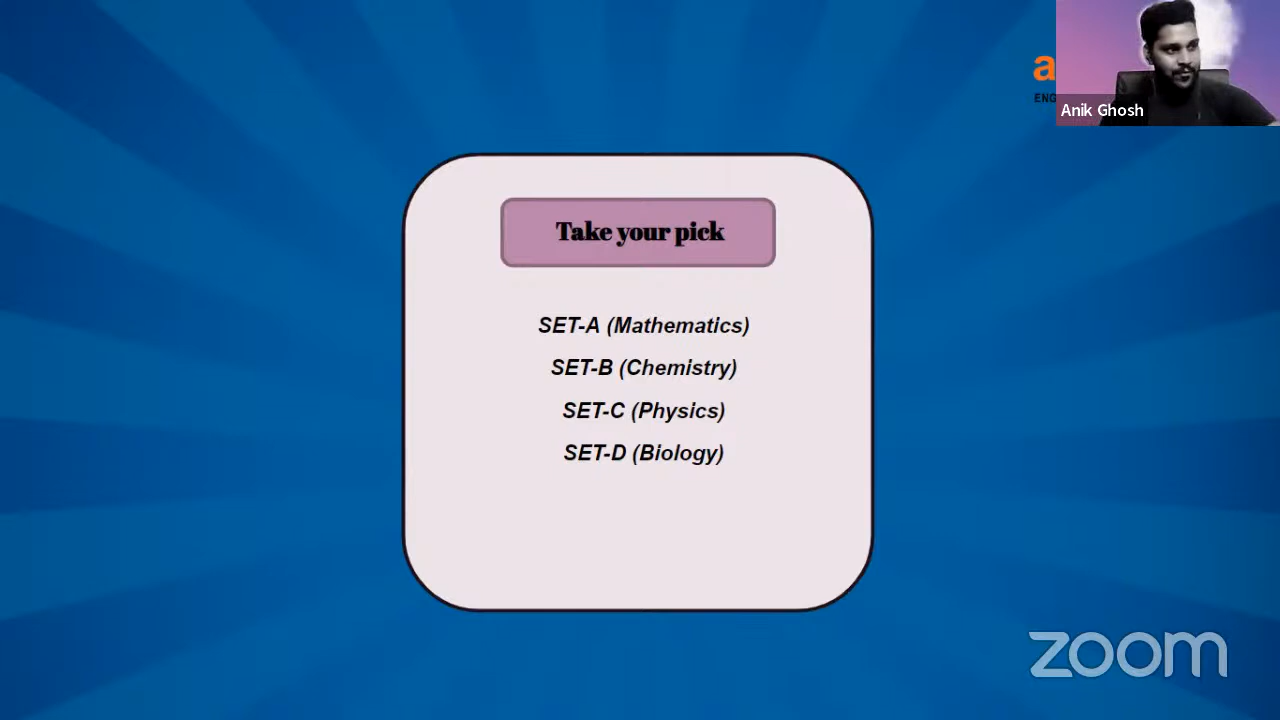 Anik Ghosh
Take your pick
SET-A (Mathematics)
SET-B (Chemistry)
SET-C (Physics)
SET-D (Biology)
zoom